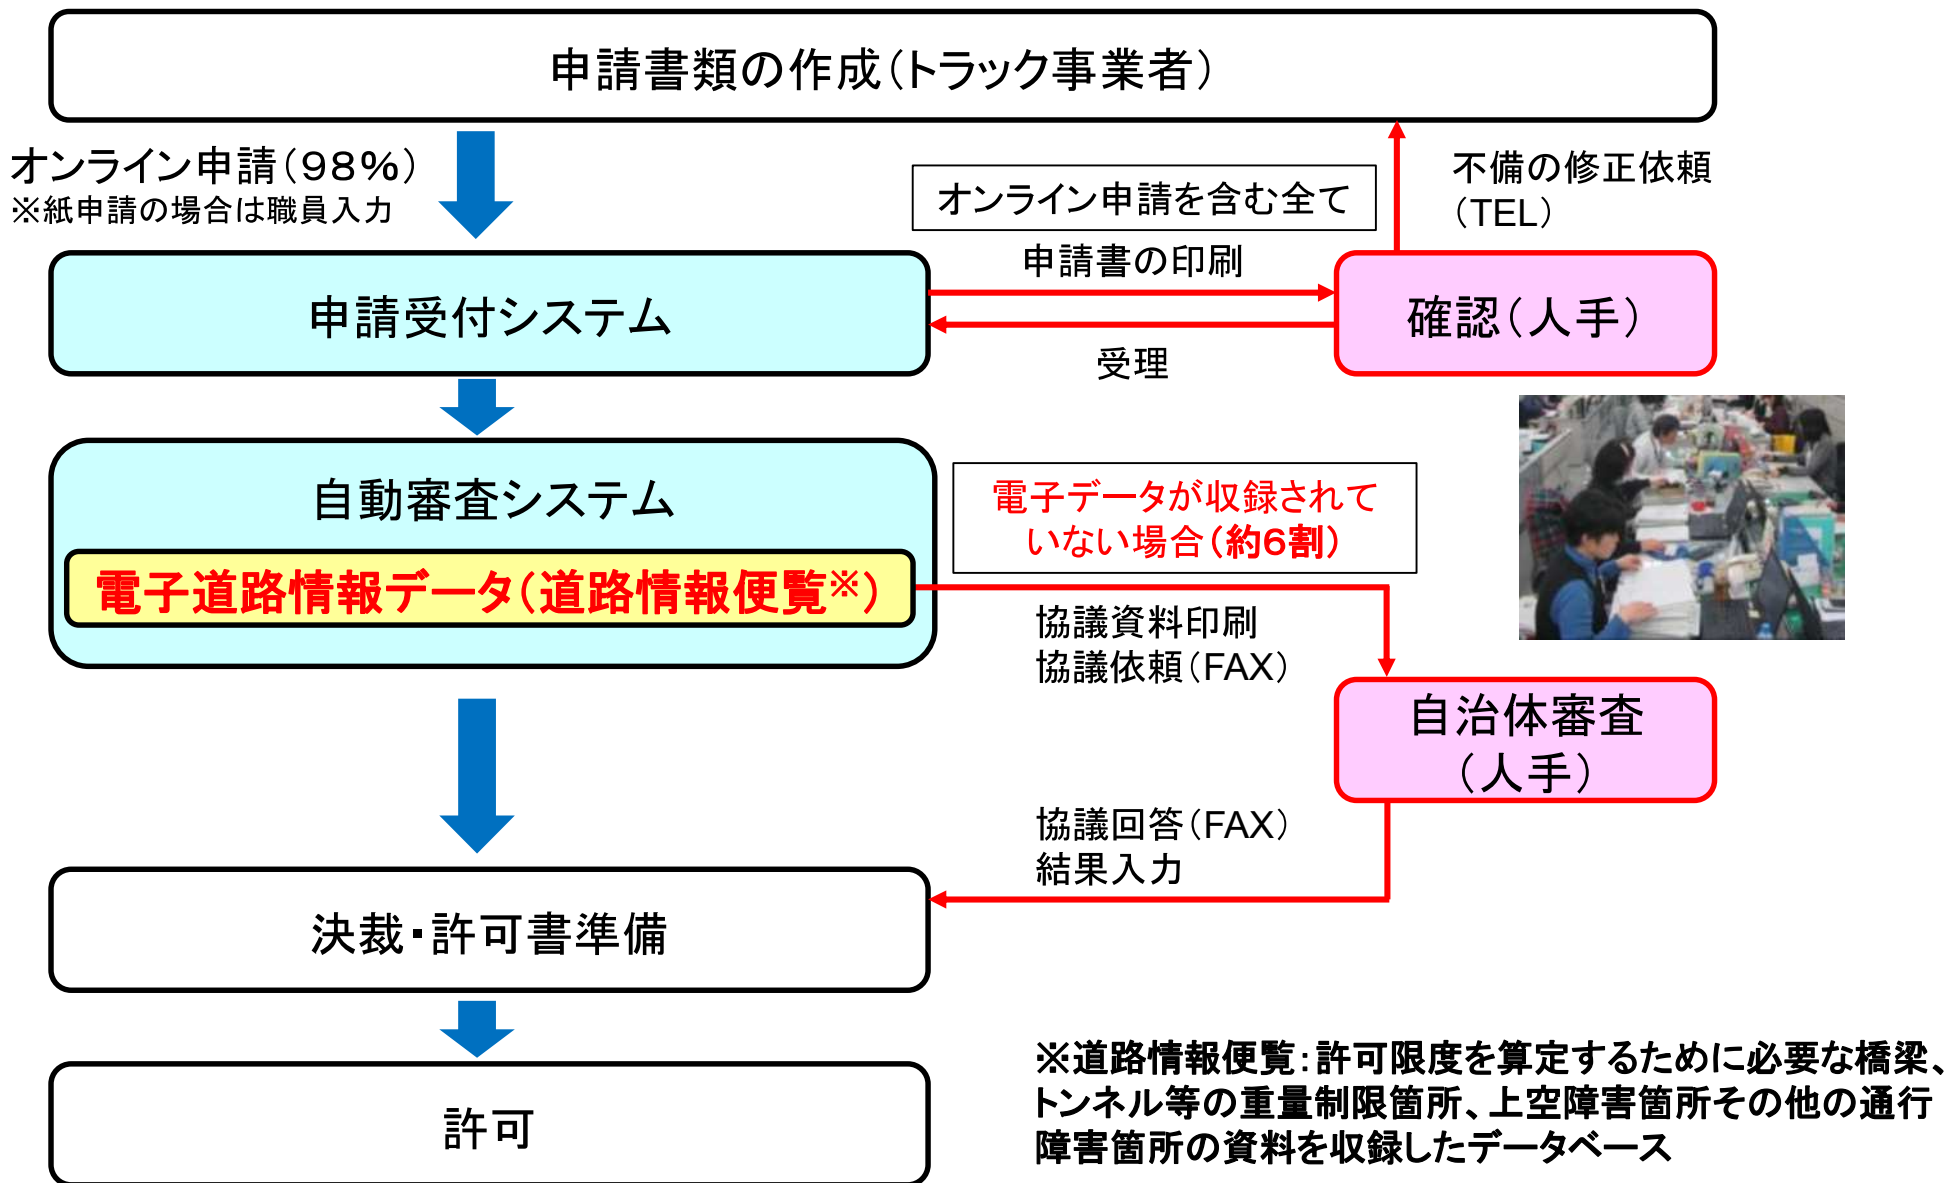 申請書類の作成（トラック事業者）
オンライン申請（９８％）
※紙申請の場合は職員入力
オンライン申請を含む全て
不備の修正依頼
（TEL）
申請書の印刷
申請受付システム
確認（人手）
受理
自動審査システム
電子データが収録されて
いない場合（約６割）
電子道路情報データ（道路情報便覧※）
協議資料印刷
協議依頼（FAX）
自治体審査
（人手）
協議回答（FAX）
結果入力
決裁・許可書準備
許可
※道路情報便覧：許可限度を算定するために必要な橋梁、
トンネル等の重量制限箇所、上空障害箇所その他の通行
障害箇所の資料を収録したデータベース